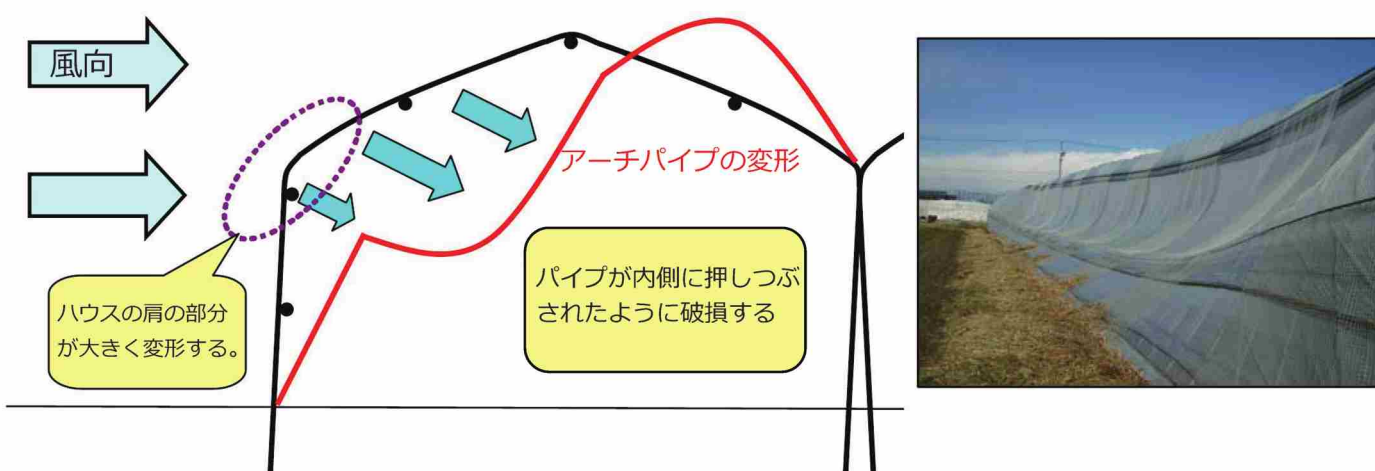 風向
アーチパイプの変形
ハウスの肩の部分
が大きく変形する。
パイプが内側に押しつぶ
されたように破損する